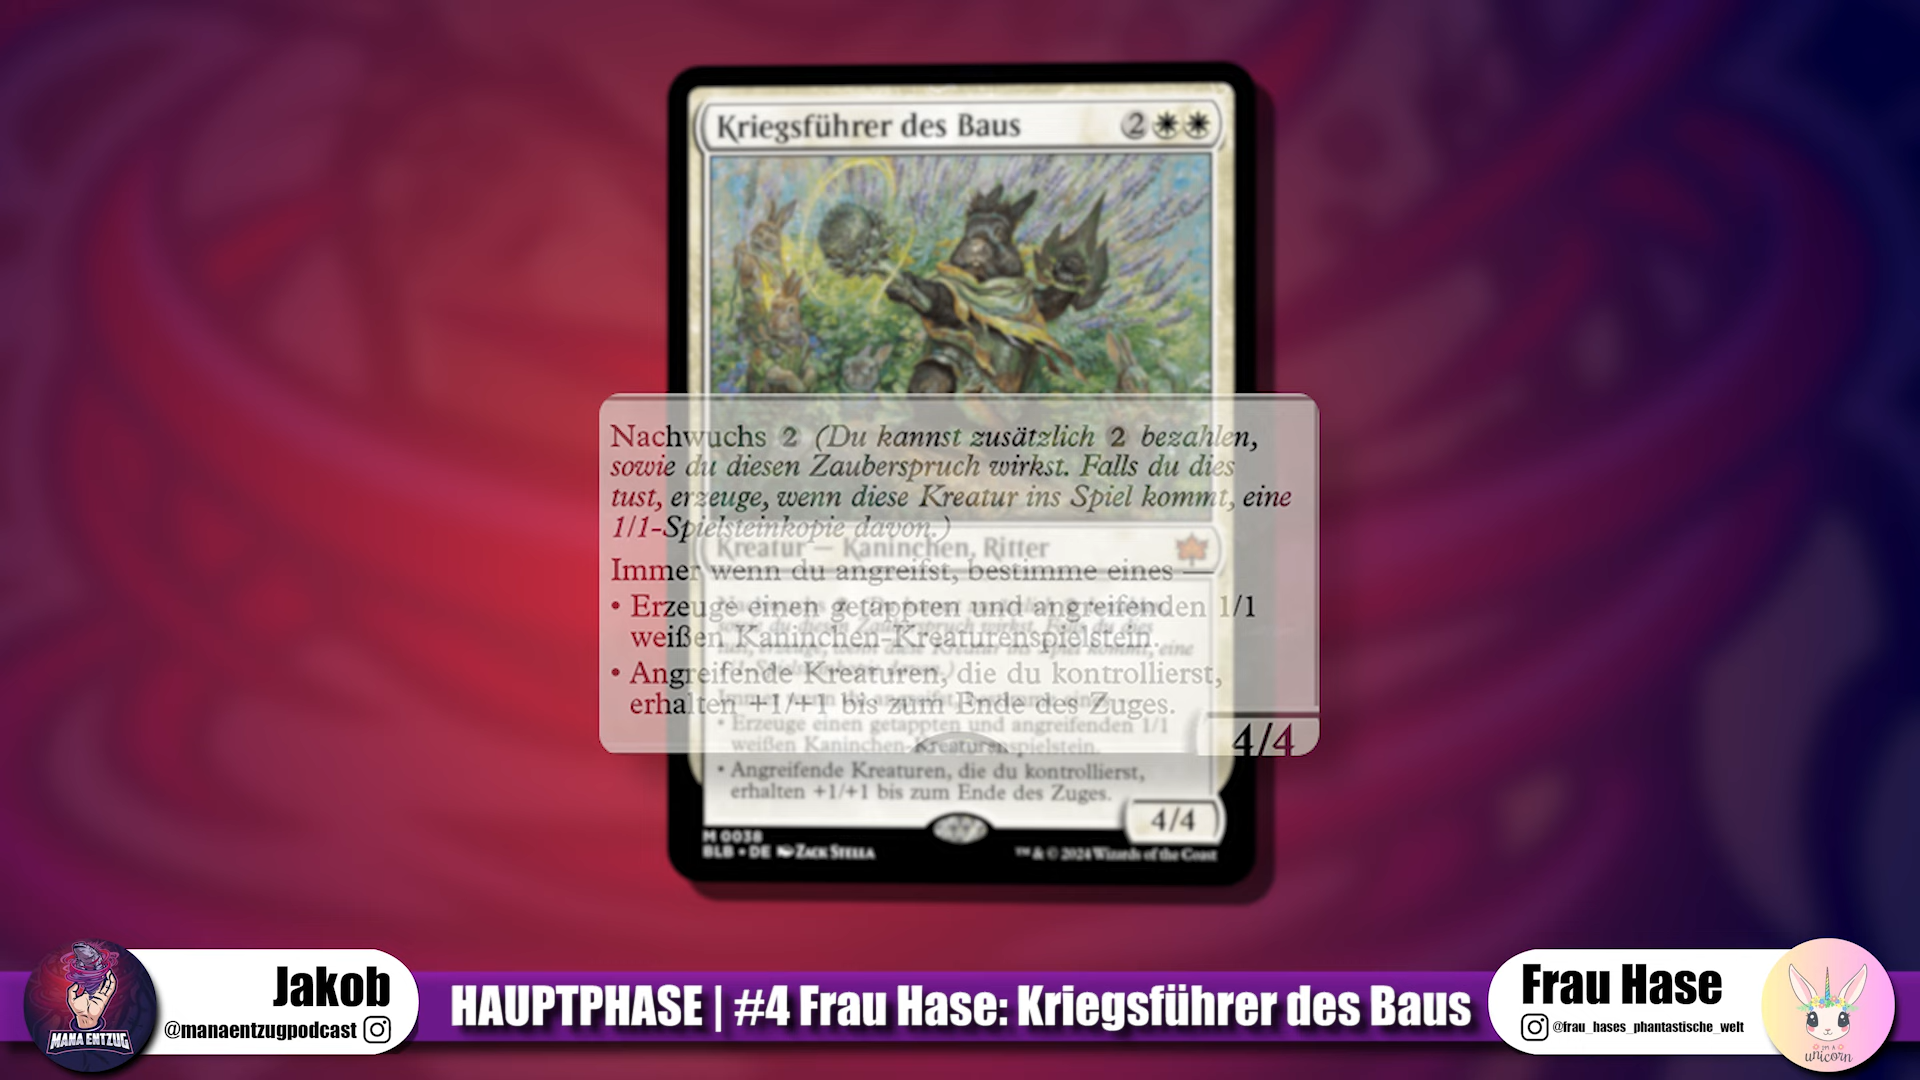 Kriegsführer des Baus 2
Nachwuchs 2 (Du kannst zusätzlich 2 bezahlen,
sowie du diesen Zauberspruch wirkst. Falls du dies
tust, erzeuge, wenn diese Kreatur ins Spiel kommt, eine
1/1-Spielsteinkopie davon.)
Kreatur — Kaninchen, Ritter
Immer wenn du angreifst, bestimme eines —
• Erzeuge einen getappten und angreifenden 1/1
weißen Kaninchen-Kreaturenspielstein.
• Angreifende Kreaturen, die du kontrollierst,
erhalten +1/+1 bis zum Ende des Zuges.
4/4
• Erzeuge einen getappten und angreifenden 1/1
weißen Kaninchen-Kreaturenspielstein.
• Angreifende Kreaturen, die du kontrollierst,
erhalten +1/+1 bis zum Ende des Zuges.
4/4
M 0038
BLB • DE Zack Stella
™ & © 2024 Wizards of the Coast
MANA ENTZUG
Jakob
@manaentzugpodcast
HAUPTPHASE | #4 Frau Hase: Kriegsführer des Baus
Frau Hase
@frau_hases_phantastische_welt
i'm a
unicorn